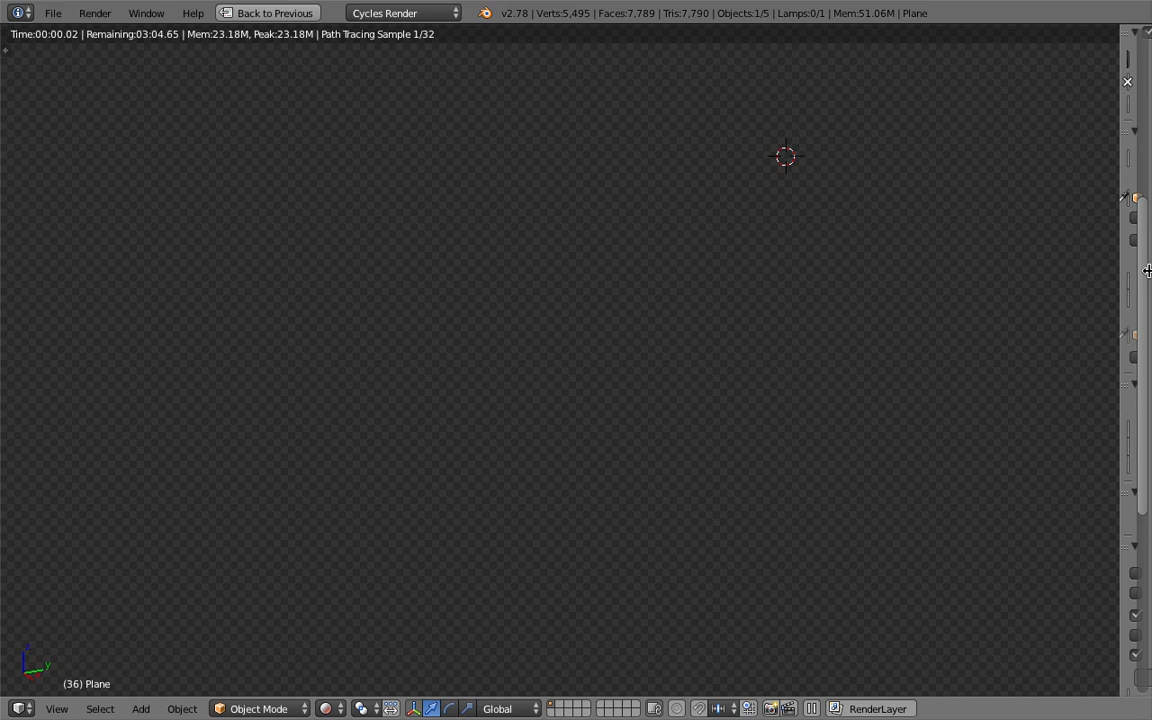 File Render Window Help Back to Previous Cycles Render v2.78 | Verts:5,495 | Faces:7,789 | Tris:7,790 | Objects:1/5 | Lamps:0/1 | Mem:51.06M | Plane
Time:00:00.02 | Remaining:03:04.65 | Mem:23.18M, Peak:23.18M | Path Tracing Sample 1/32
z
y
(36) Plane
View Select Add Object Object Mode Global RenderLayer